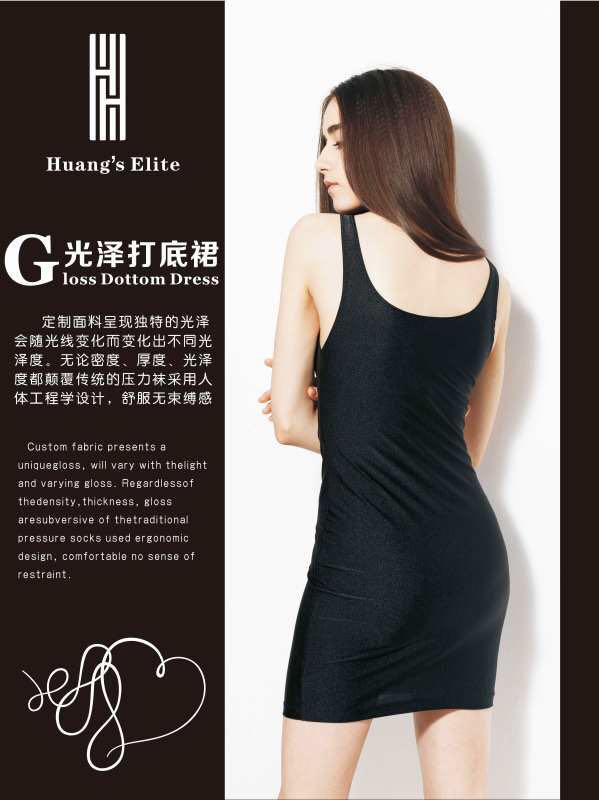 Huang's Elite
光泽打底裙
Gloss Dottom Dress
定制面料呈现独特的光泽
会随光线变化而变化出不同光
泽度。无论密度、厚度、光泽
度都颠覆传统的压力袜采用人
体工程学设计，舒服无束缚感
Custom fabric presents a
uniquegloss, will vary with thelight
and varying gloss. Regardlessof
thedensity,thickness, gloss
aresubversive of thetraditional
pressure socks used ergonomic
design, comfortable no sense of
restraint.